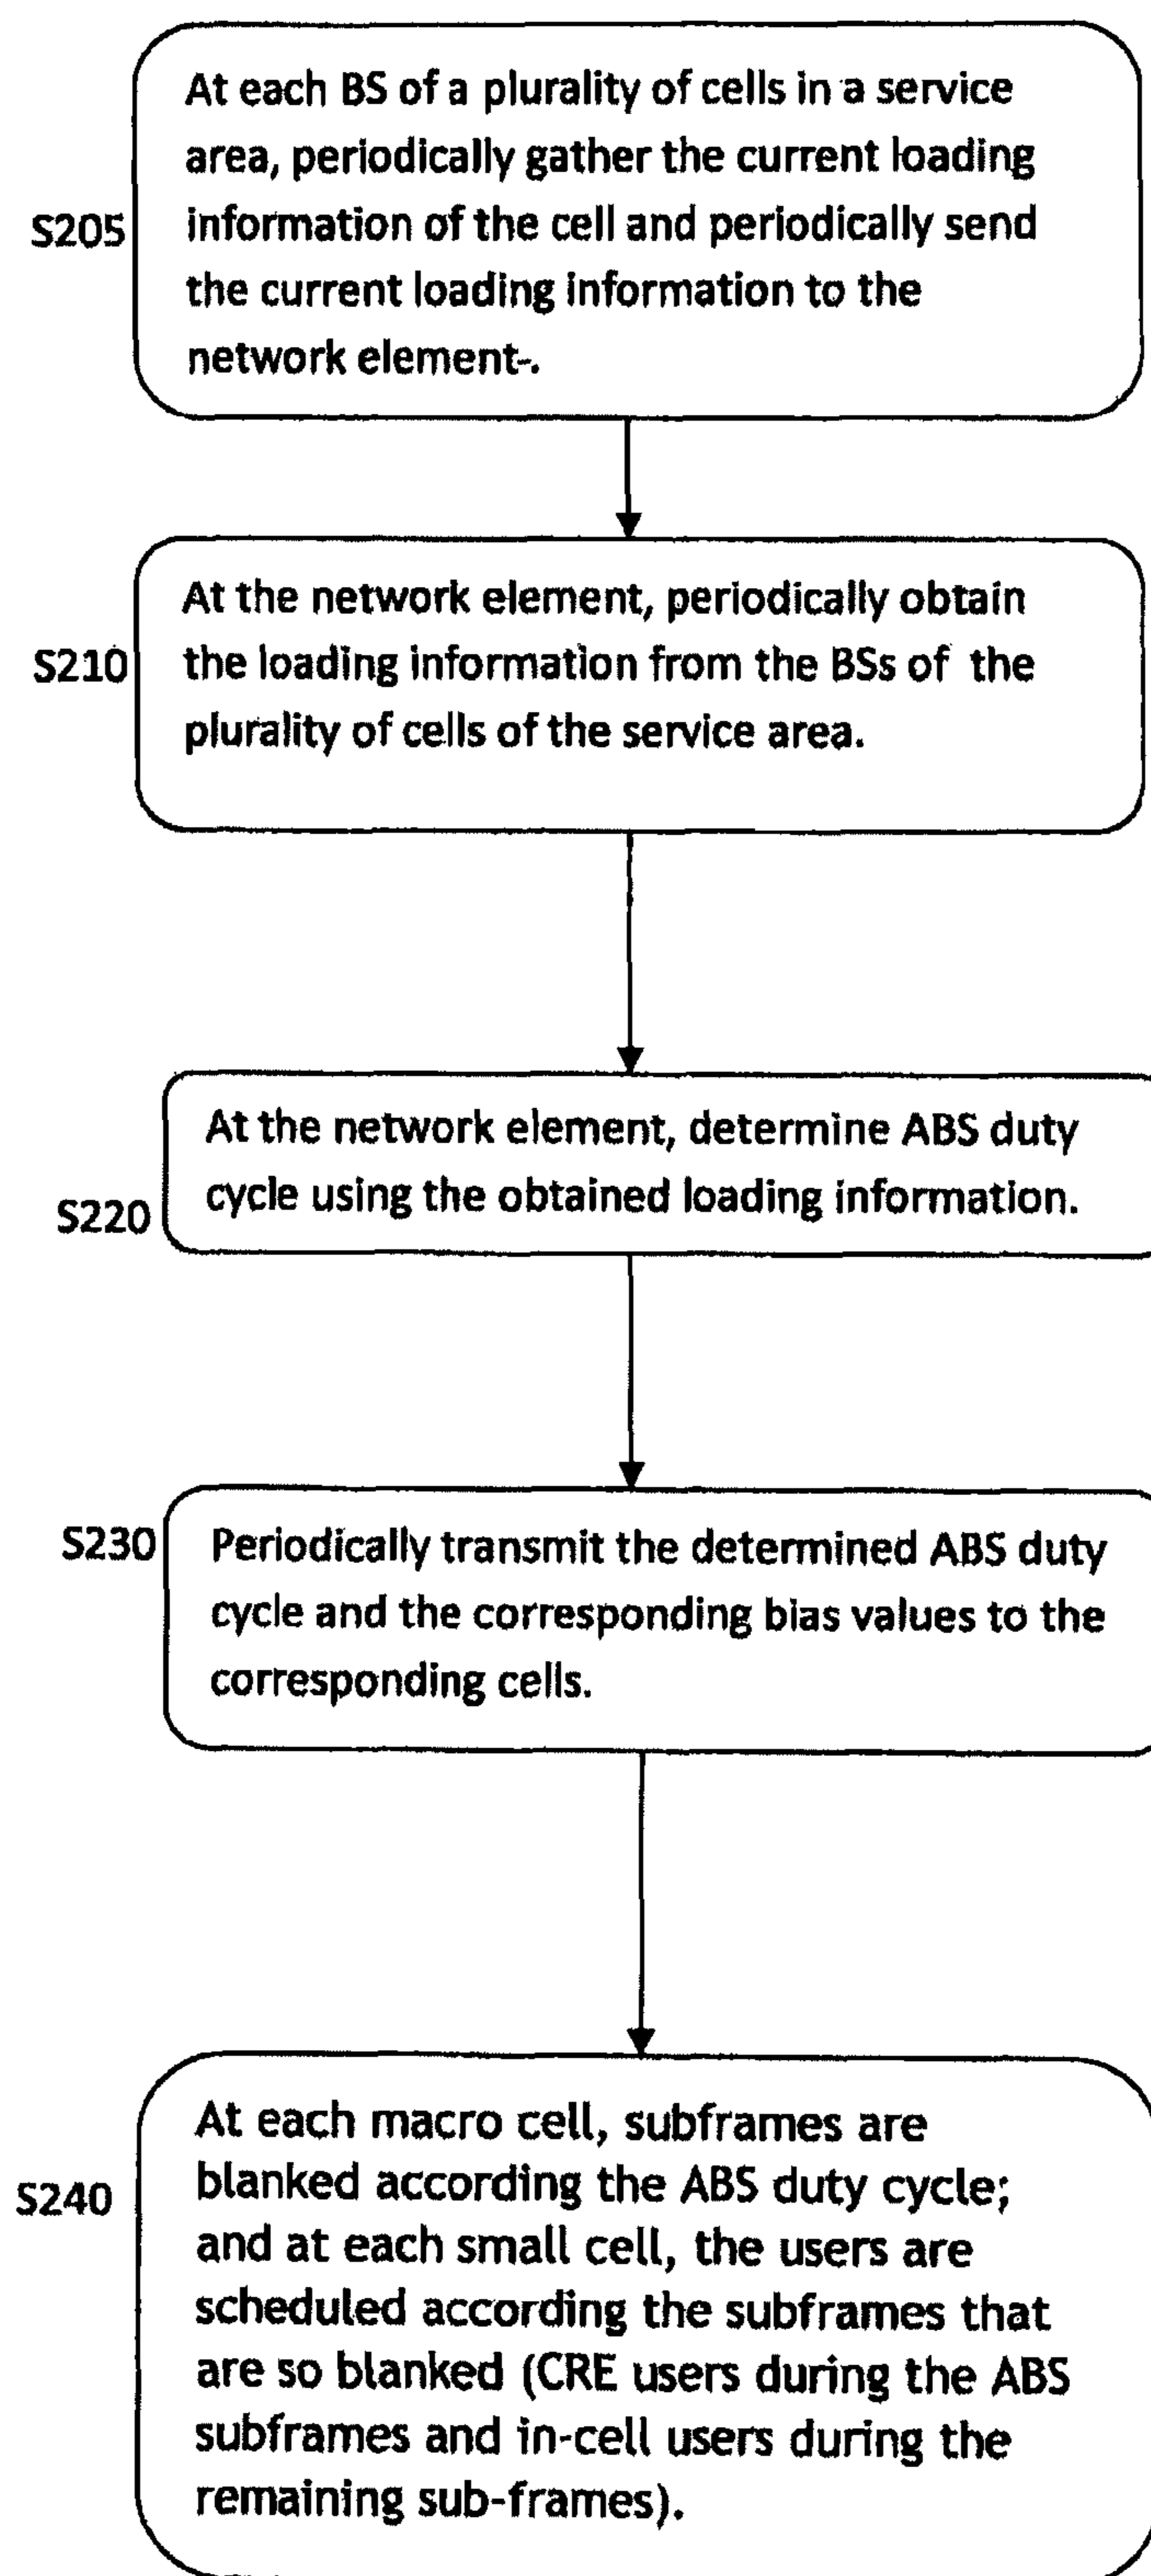 At each BS of a plurality of cells in a service
area, periodically gather the current loading
information of the cell and periodically send
the current loading information to the
network element-.
S205
At the network element, periodically obtain
the loading information from the BSs of the
plurality of cells of the service area.
S210
At the network element, determine ABS duty
cycle using the obtained loading information.
S220
S230
Periodically transmit the determined ABS duty
cycle and the corresponding bias values to the
corresponding cells.
At each macro cell, subframes are
blanked according the ABS duty cycle;
and at each small cell, the users are
scheduled according the subframes that
are so blanked (CRE users during the ABS
subframes and in-cell users during the
remaining sub-frames).
S240